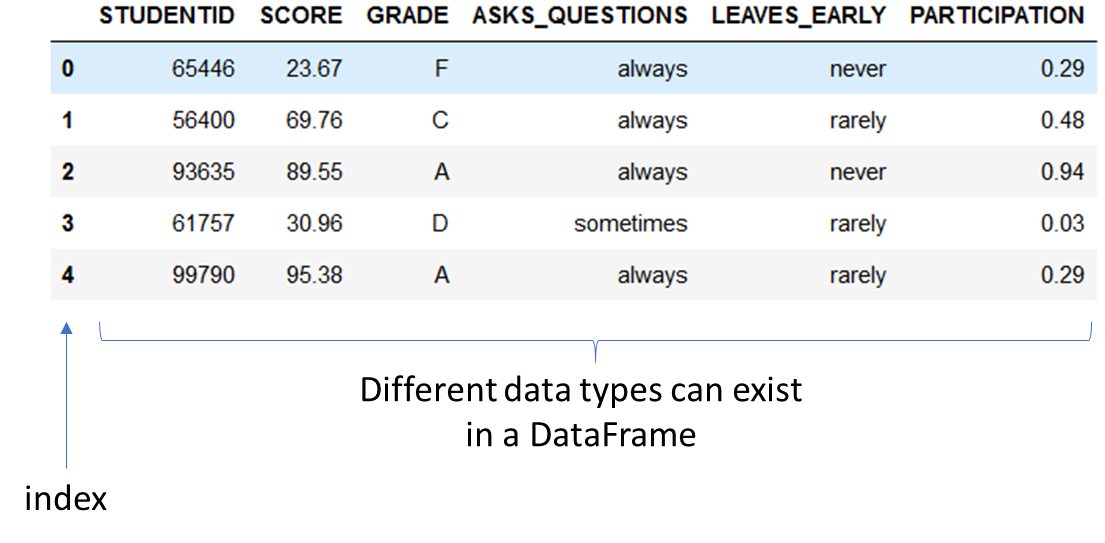 STUDENTID SCORE GRADE ASKS_QUESTIONS LEAVES_EARLY PARTICIPATION
0 65446 23.67 F always never 0.29
1 56400 69.76 C always rarely 0.48
2 93635 89.55 A always never 0.94
3 61757 30.96 D sometimes rarely 0.03
4 99790 95.38 A always rarely 0.29
Different data types can exist
in a DataFrame
index